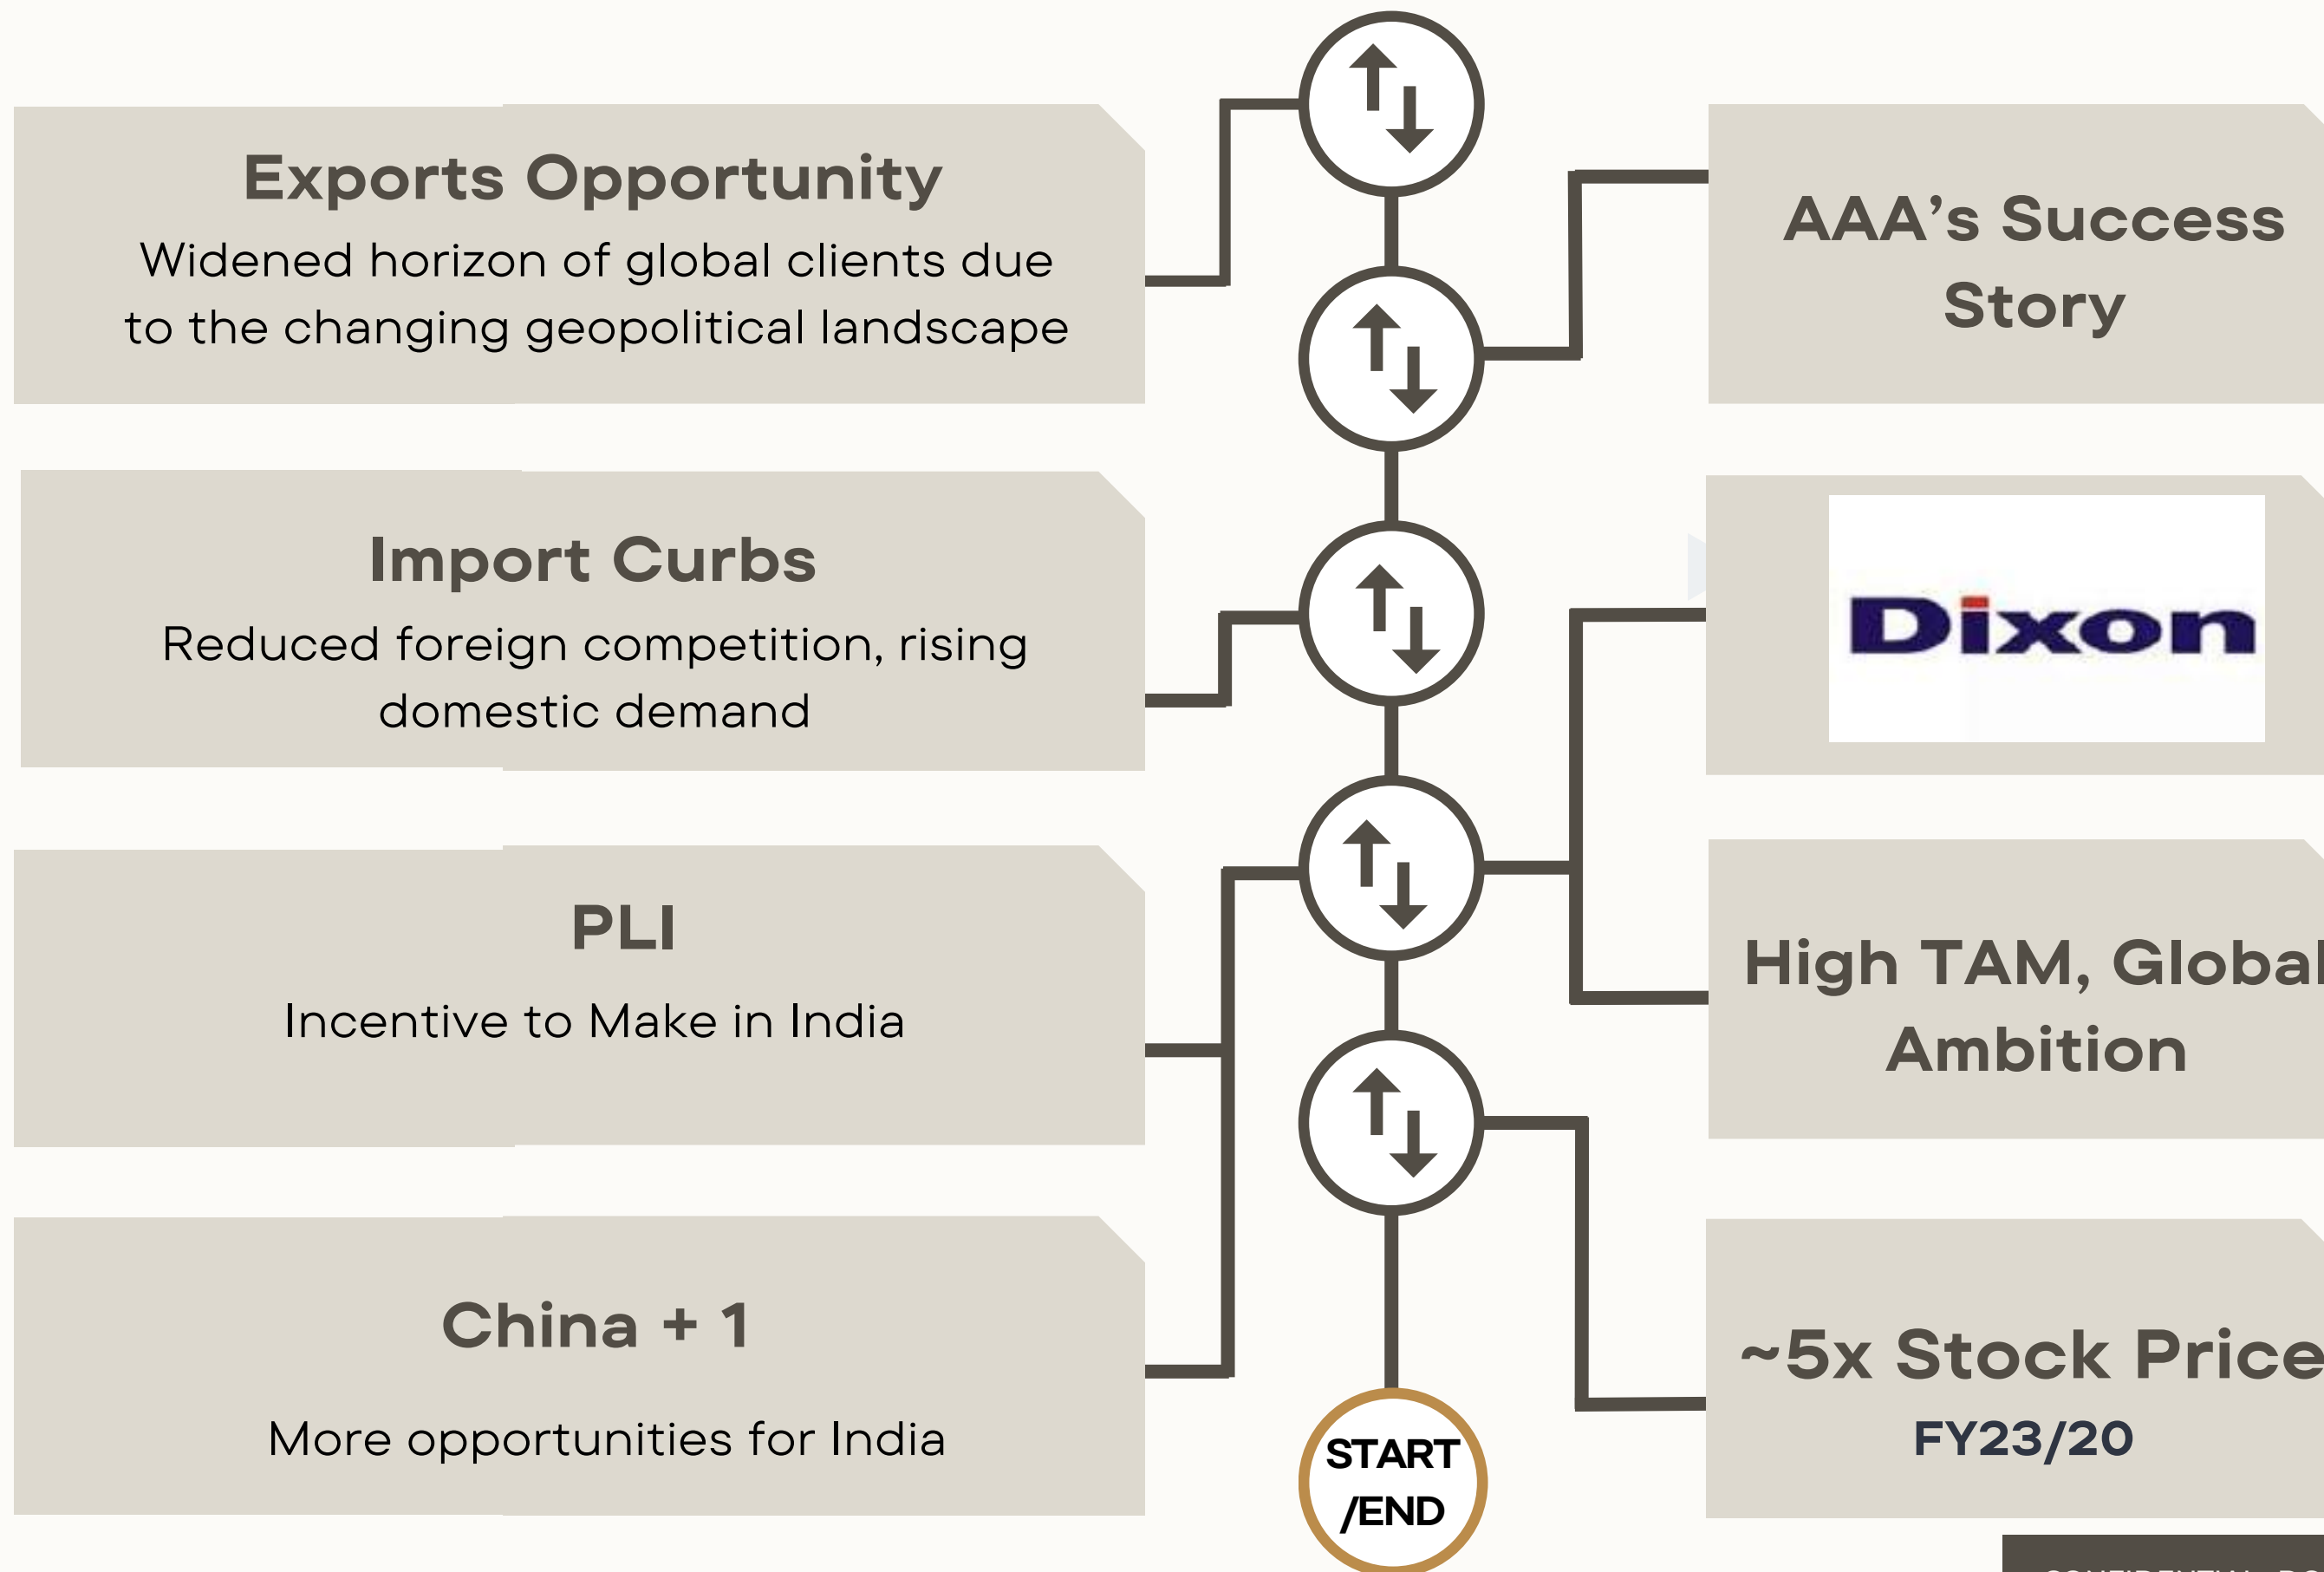 Exports Opportunity
Widened horizon of global clients due
to the changing geopolitical landscape
Import Curbs
Reduced foreign competition, rising
domestic demand
PLI
Incentive to Make in India
China + 1
More opportunities for India
START
/END
AAA's Success
Story
Dixon
High TAM, Global
Ambition
~5x Stock Price
FY23/20